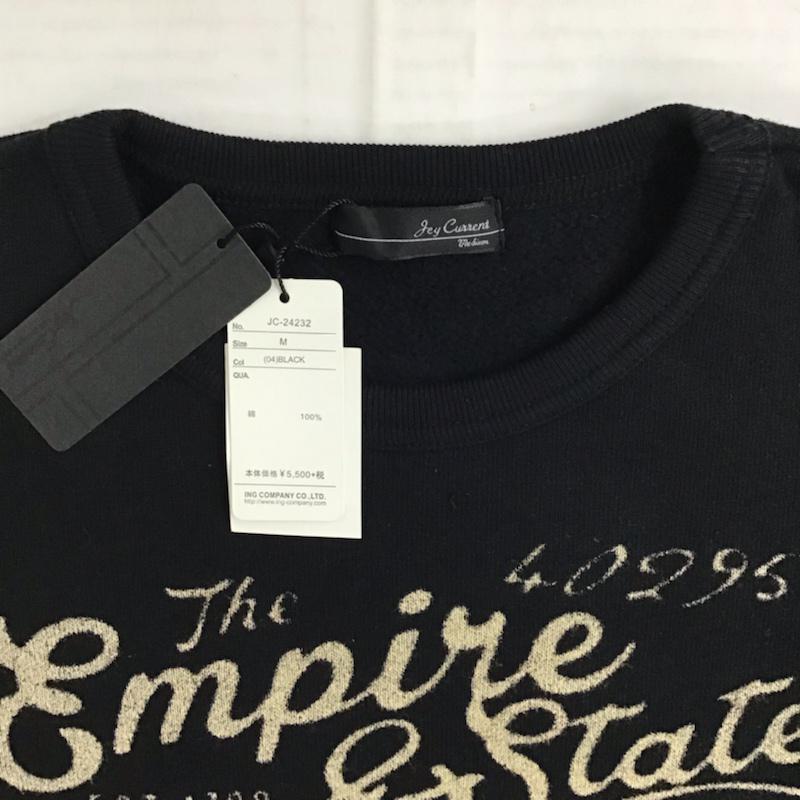 Jey Current
Medium
No. JC-24232
Size M
Col (04)BLACK
QUA.
綿 100%
本体価格 ¥5,500+税
ING COMPANY CO.,LTD.
http://www.ing-company.com
40295
The
Empire
State